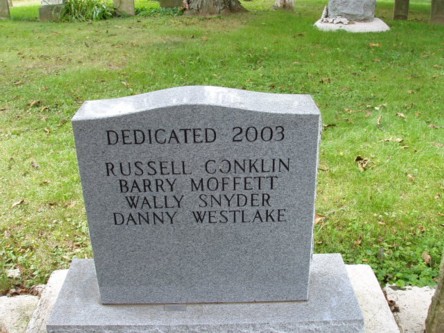 DEDICATED 2003
RUSSELL CONKLIN
BARRY MOFFETT
WALLY SNYDER
DANNY WESTLAKE